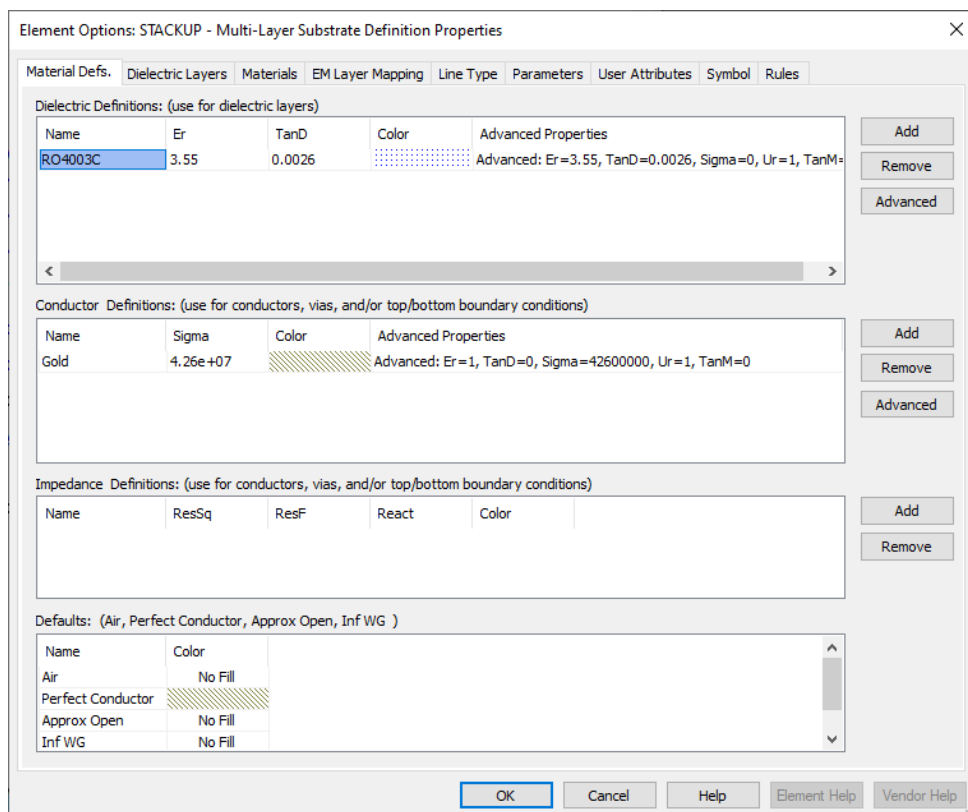 Element Options: STACKUP - Multi-Layer Substrate Definition Properties
Material Defs. Dielectric Layers Materials EM Layer Mapping Line Type Parameters User Attributes Symbol Rules
Dielectric Definitions: (use for dielectric layers)
Name Er TanD Color Advanced Properties Add
RO4003C 3.55 0.0026 Advanced: Er=3.55, TanD=0.0026, Sigma=0, Ur=1, TanM=
Remove
Advanced
Conductor Definitions: (use for conductors, vias, and/or top/bottom boundary conditions)
Name Sigma Color Advanced Properties Add
Gold 4.26e+07 Advanced: Er=1, TanD=0, Sigma=42600000, Ur=1, TanM=0
Remove
Advanced
Impedance Definitions: (use for conductors, vias, and/or top/bottom boundary conditions)
Name ResSq ResF React Color Add
Remove
Defaults: (Air, Perfect Conductor, Approx Open, Inf WG )
Name Color
Air No Fill
Perfect Conductor
Approx Open No Fill
Inf WG No Fill
OK Cancel Help Element Help Vendor Help